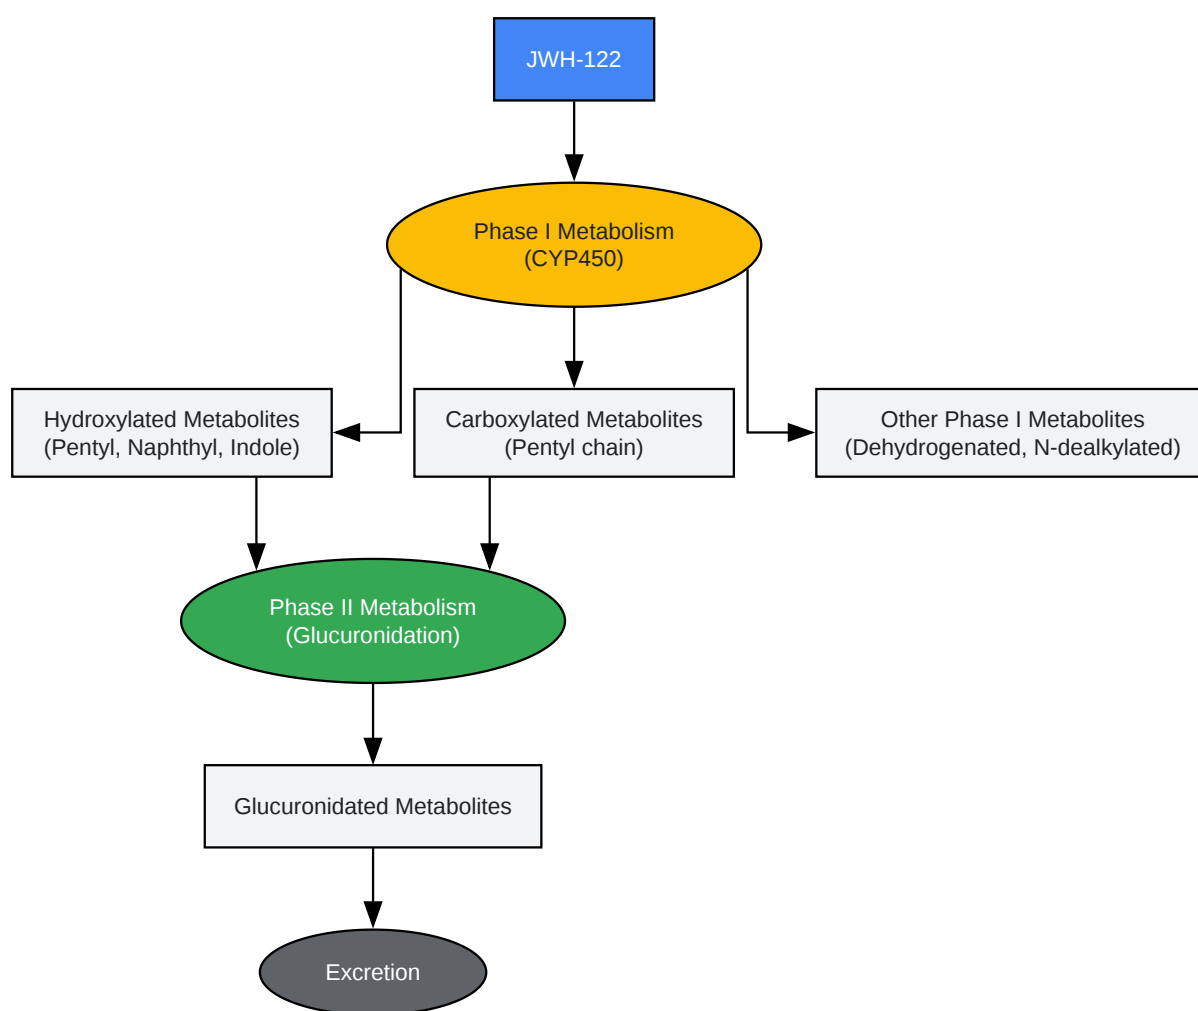 JWH-122
Phase I Metabolism
(CYP450)
Hydroxylated Metabolites
(Pentyl, Naphthyl, Indole)
Carboxylated Metabolites
(Pentyl chain)
Other Phase I Metabolites
(Dehydrogenated, N-dealkylated)
Phase II Metabolism
(Glucuronidation)
Glucuronidated Metabolites
Excretion